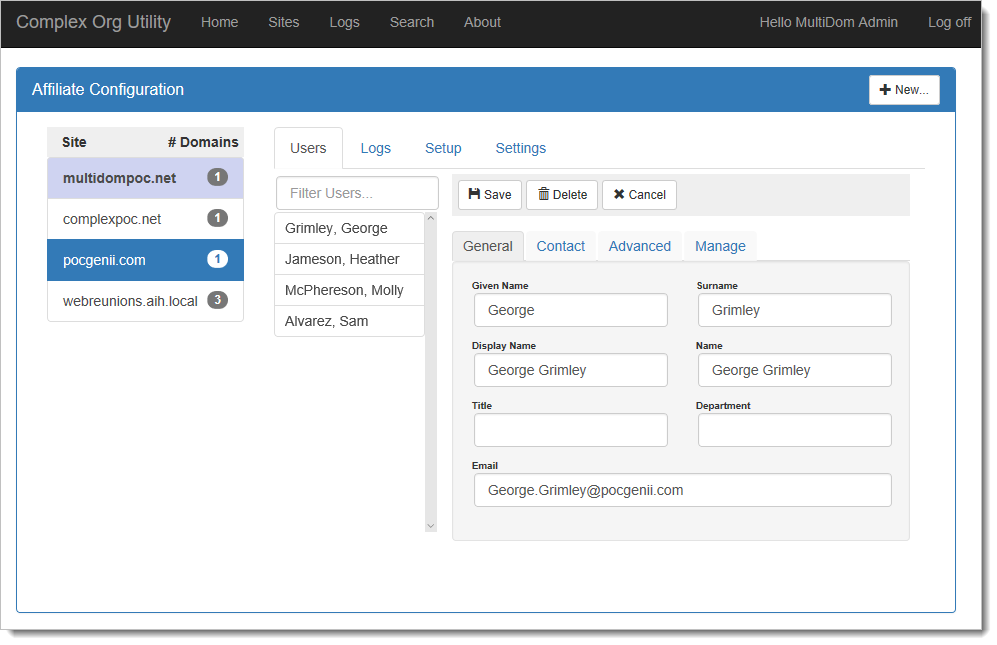 Complex Org Utility Home Sites Logs Search About Hello MultiDom Admin Log off
Affiliate Configuration New...
Site # Domains
multidompoc.net 1
complexpoc.net 1
pocgenii.com 1
webreunions.aih.local 3
Users Logs Setup Settings
Filter Users...
Grimley, George
Jameson, Heather
McPhereson, Molly
Alvarez, Sam
Save Delete Cancel
General Contact Advanced Manage
Given Name Surname
George Grimley
Display Name Name
George Grimley George Grimley
Title Department
Email
George.Grimley@pocgenii.com